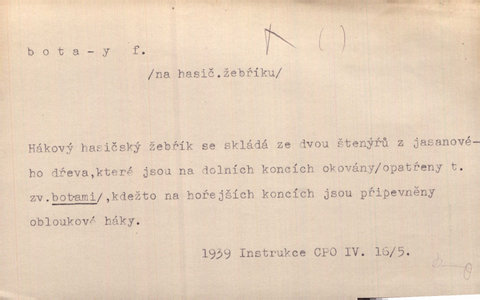 bota-y f.
/na hasič.žebříku/
Hákový hasičský žebřík se skládá ze dvou štenýřů z jasanové-
ho dřeva,které jsou na dolních koncích okovány/opatřeny t.
zv.botami/,kdežto na hořejších koncích jsou připevněny
obloukové háky.
1939 Instrukce CPO IV. 16/5.